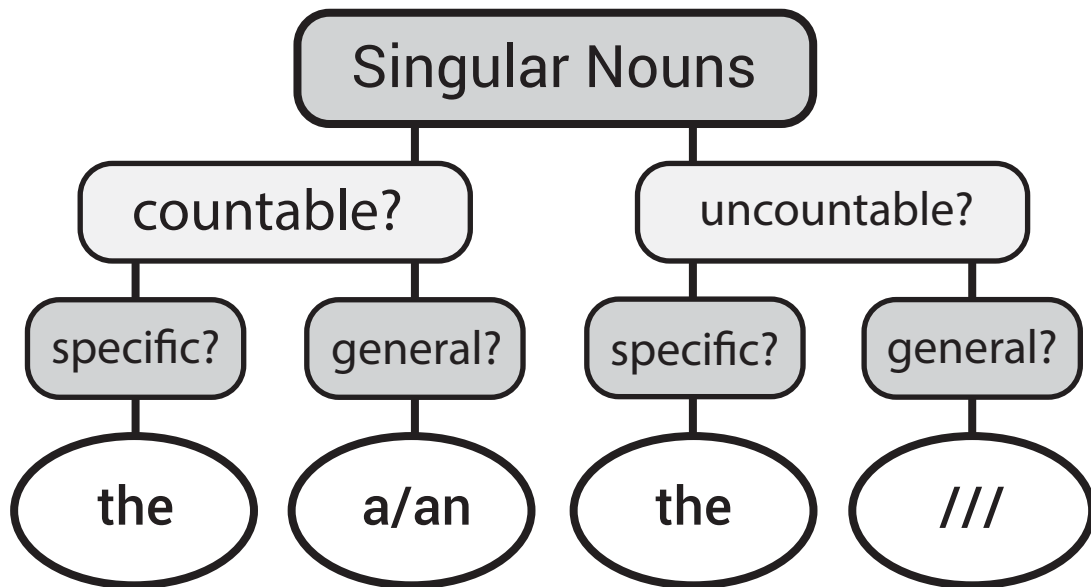 Singular Nouns
countable?
uncountable?
specific?
general?
specific?
general?
the
a/an
the
///